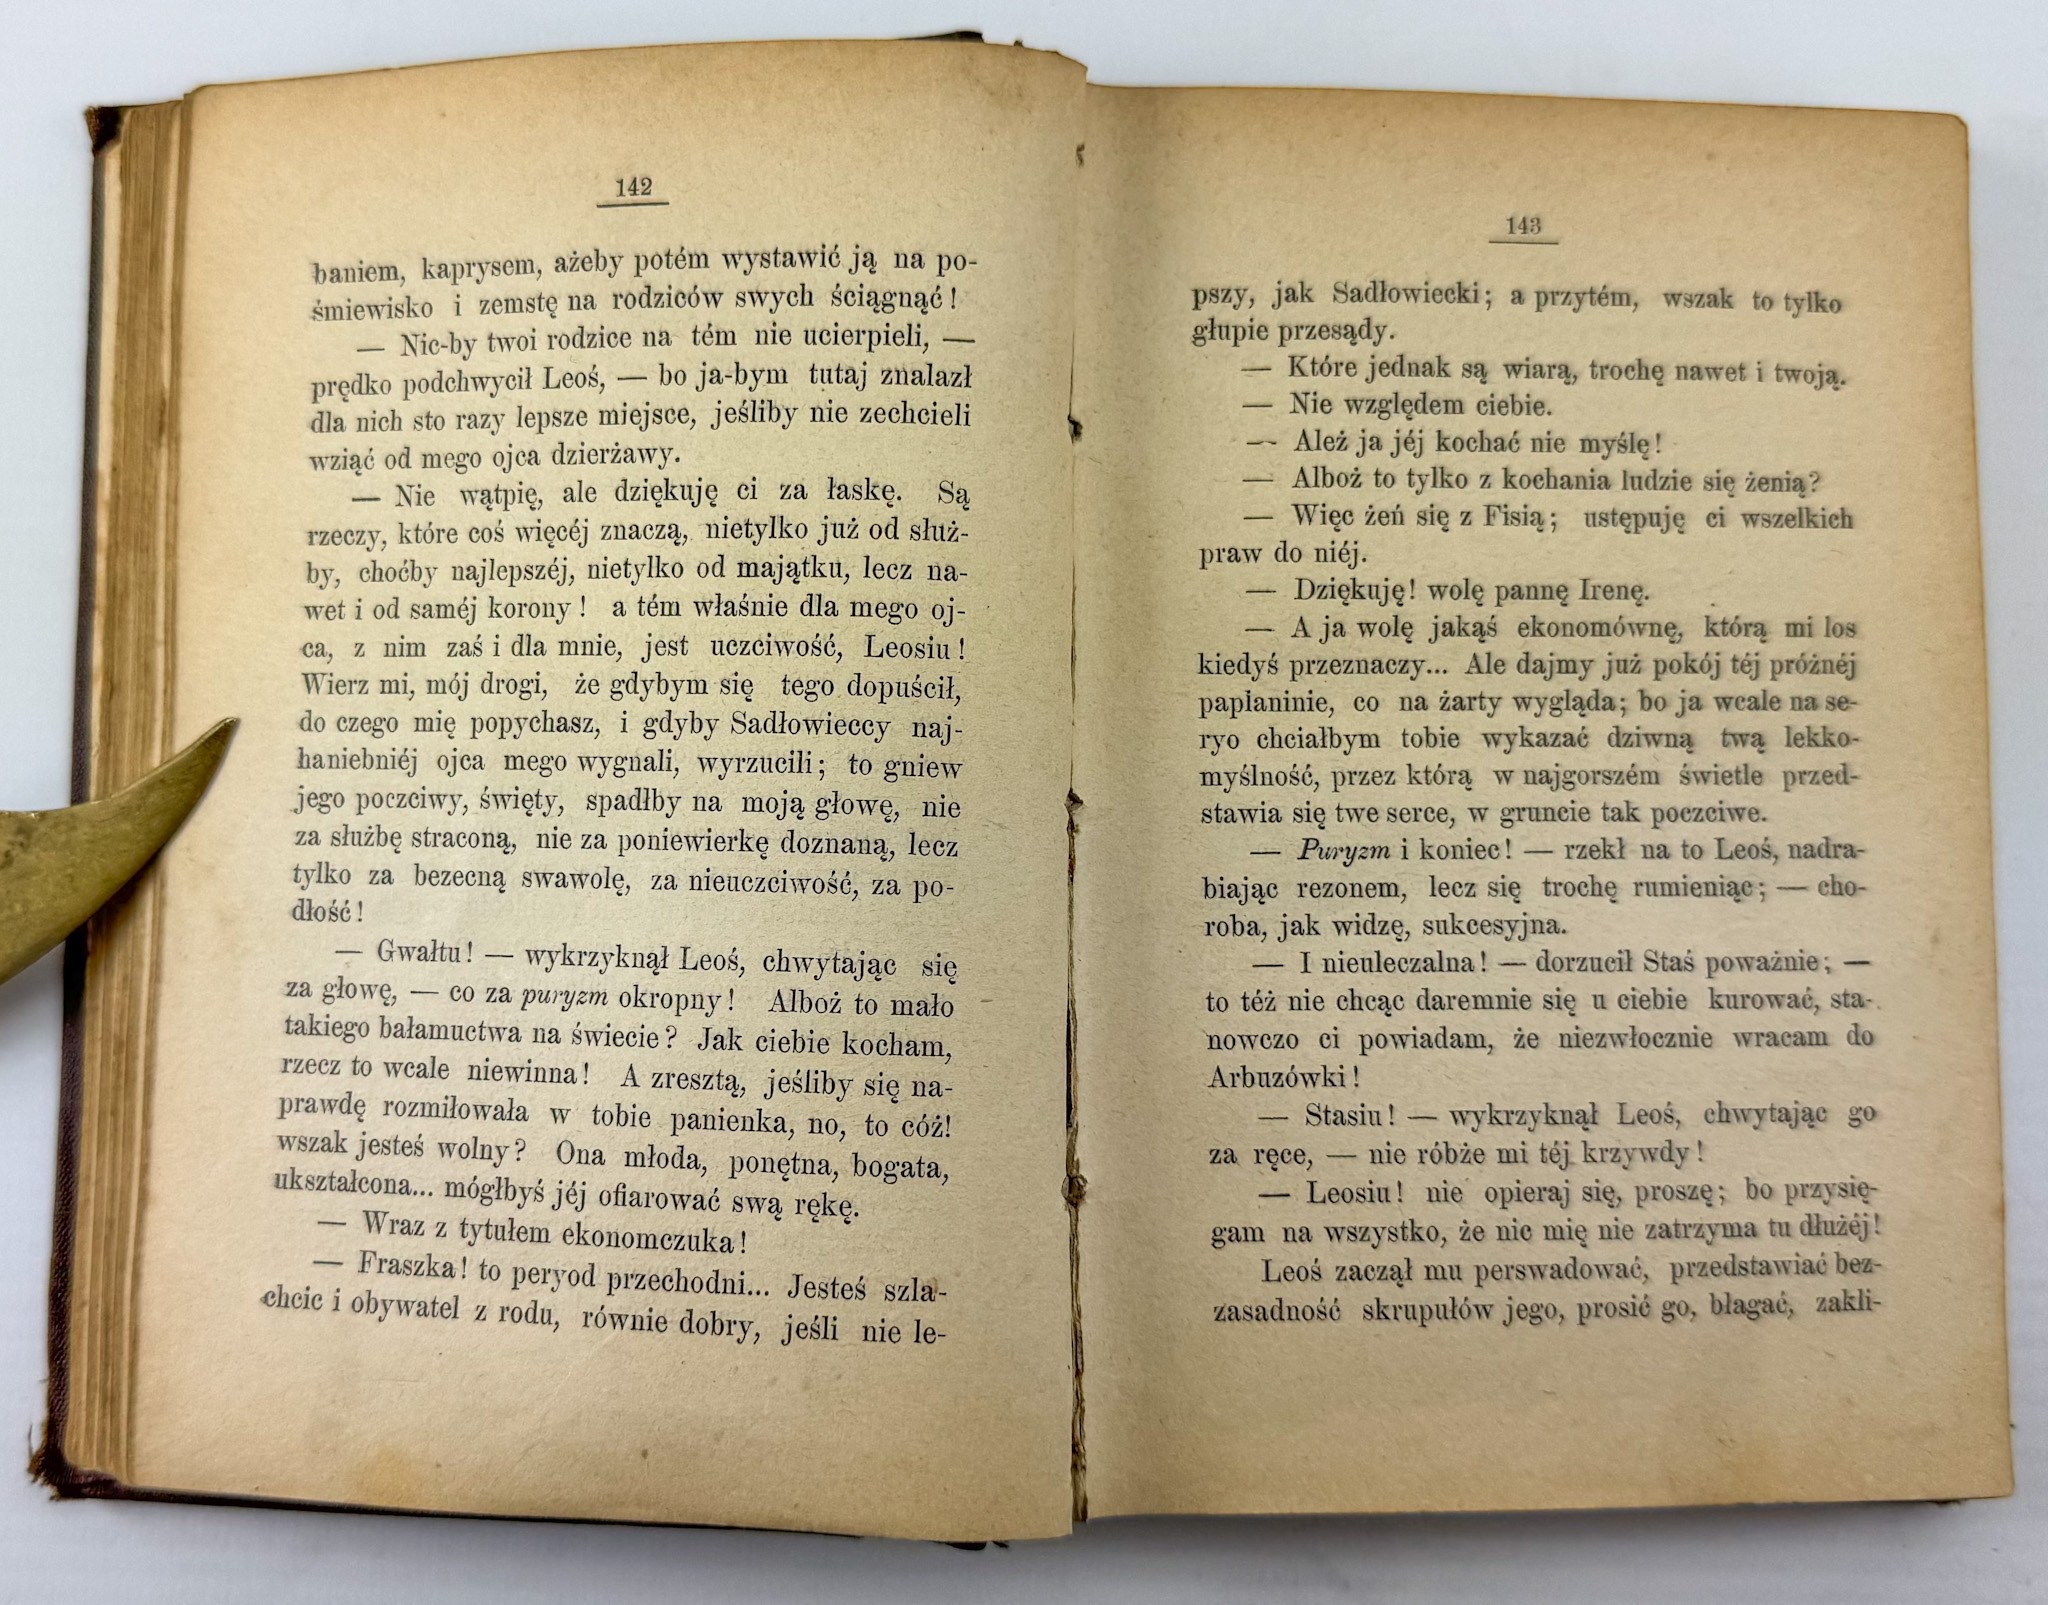 142
baniem, kaprysem, ażeby potém wystawić ją na po-
śmiewisko i zemstę na rodziców swych ściągnąć!
— Nic-by twoi rodzice na tém nie ucierpieli, —
prędko podchwycił Leoś, — bo ja-bym tutaj znalazł
dla nich sto razy lepsze miejsce, jeśliby nie zechcieli
wziąć od mego ojca dzierżawy.
— Nie wątpię, ale dziękuję ci za łaskę. Są
rzeczy, które coś więcéj znaczą, nietylko już od służ-
by, choćby najlepszéj, nietylko od majątku, lecz na-
wet i od saméj korony! a tém właśnie dla mego oj-
ca, z nim zaś i dla mnie, jest uczciwość, Leosiu!
Wierz mi, mój drogi, że gdybym się tego dopuścił,
do czego mię popychasz, i gdyby Sadłowieccy naj-
haniebniéj ojca mego wygnali, wyrzucili; to gniew
jego poczciwy, święty, spadłby na moją głowę, nie
za służbę straconą, nie za poniewierkę doznaną, lecz
tylko za bezecną swawolę, za nieuczciwość, za po-
dłość!
— Gwałtu! — wykrzyknął Leoś, chwytając się
za głowę, — co za puryzm okropny! Alboż to mało
takiego bałamuctwa na świecie? Jak ciebie kocham,
rzecz to wcale niewinna! A zresztą, jeśliby się na-
prawdę rozmiłowała w tobie panienka, no, to cóż!
wszak jesteś wolny? Ona młoda, ponętna, bogata,
ukształcona... mógłbyś jéj ofiarować swą rękę.
— Wraz z tytułem ekonomczuka!
— Fraszka! to peryod przechodni... Jesteś szla-
chcic i obywatel z rodu, równie dobry, jeśli nie le-
143
pszy, jak Sadłowiecki; a przytém, wszak to tylko
głupie przesądy.
— Które jednak są wiarą, trochę nawet i twoją.
— Nie względem ciebie.
— Ależ ja jéj kochać nie myślę!
— Alboż to tylko z kochania ludzie się żenią?
— Więc żeń się z Fisią; ustępuję ci wszelkich
praw do niéj.
— Dziękuję! wolę pannę Irenę.
— A ja wolę jakąś ekonomównę, którą mi los
kiedyś przeznaczy... Ale dajmy już pokój téj próżnéj
paplaninie, co na żarty wygląda; bo ja wcale na se-
ryo chciałbym tobie wykazać dziwną twą lekko-
myślność, przez którą w najgorszém świetle przed-
stawia się twe serce, w gruncie tak poczciwe.
— Puryzm i koniec! — rzekł na to Leoś, nadra-
biając rezonem, lecz się trochę rumieniąc; — cho-
roba, jak widzę, sukcesyjna.
— I nieuleczalna! — dorzucił Staś poważnie; —
to téż nie chcąc daremnie się u ciebie kurować, sta-
nowczo ci powiadam, że niezwłocznie wracam do
Arbuzówki!
— Stasiu! — wykrzyknął Leoś, chwytając go
za ręce, — nie róbże mi téj krzywdy!
— Leosiu! nie opieraj się, proszę; bo przysię-
gam na wszystko, że nic mię nie zatrzyma tu dłużéj!
Leoś zaczął mu perswadować, przedstawiać bez-
zasadność skrupułów jego, prosić go, błagać, zakli-